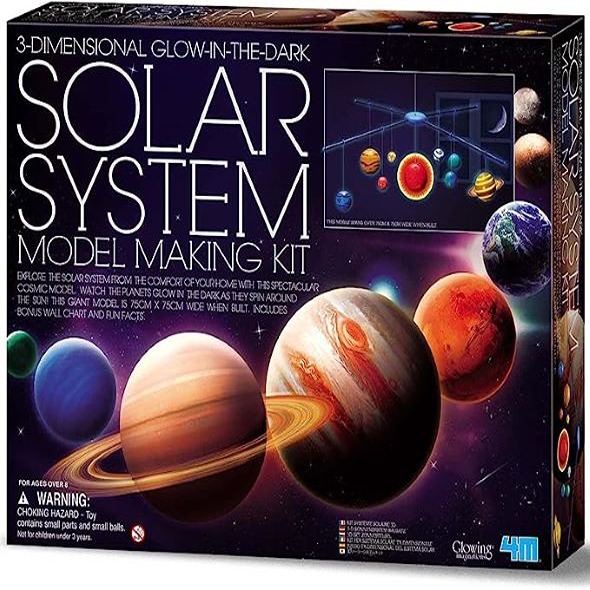 3-DIMENSIONAL GLOW-IN-THE-DARK
SOLAR
SYSTEM
MODEL MAKING KIT
EXPLORE THE SOLAR SYSTEM FROM THE COMFORT OF YOUR HOME WITH THIS SPECTACULAR
COSMIC MODEL. WATCH THE PLANETS GLOW IN THE DARK AS THEY SPIN AROUND
THE SUN! THIS GIANT MODEL IS 75CM X 75CM WIDE WHEN BUILT. INCLUDES
BONUS WALL CHART AND FUN FACTS.
FOR AGES OVER 8
WARNING:
CHOKING HAZARD - Toy
contains small parts and small balls.
Not for children under 3 years.
Glowing
imaginations
4M
SOLAR SYSTEM